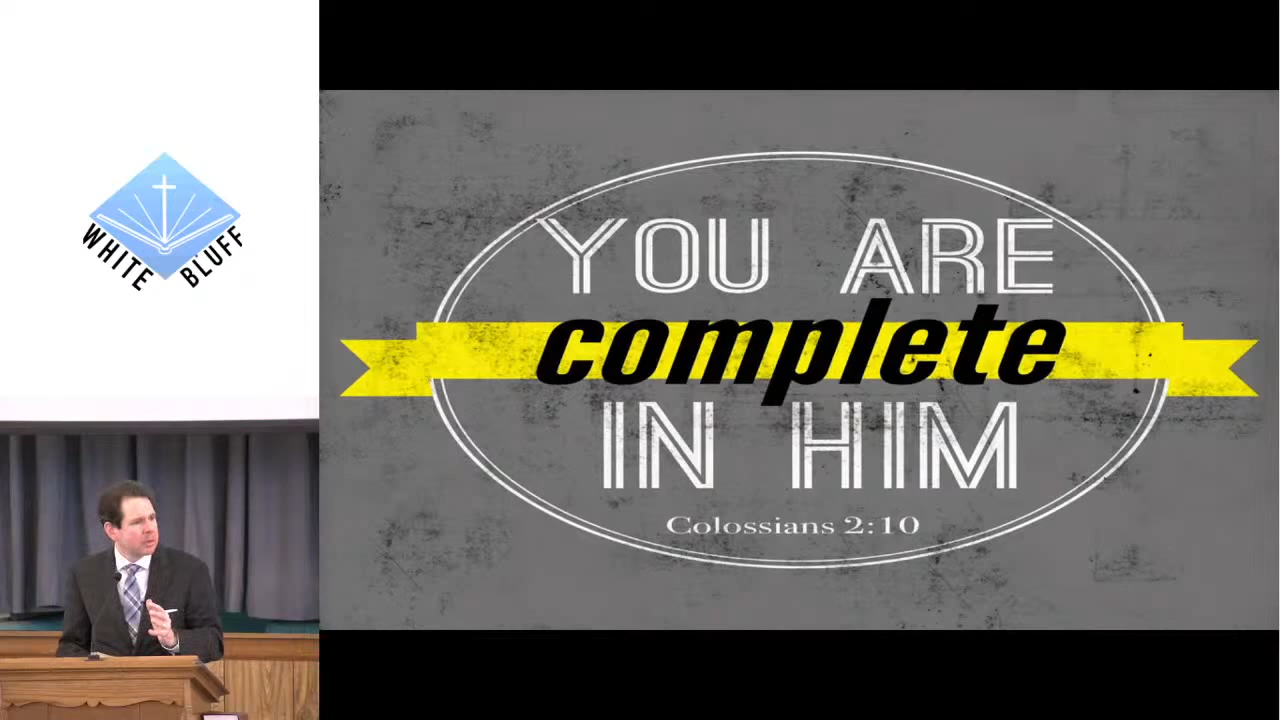 WHITE BLUFF
YOU ARE
complete
IN HIM
Colossians 2:10